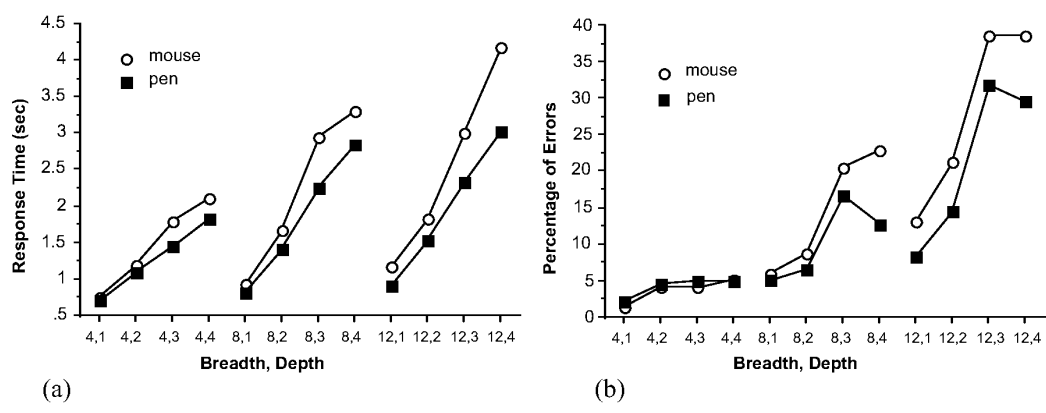 4.5
4
3.5
3
2.5
2
1.5
1
.5
Response Time (sec)
mouse
pen
4,1 4,2 4,3 4,4 8,1 8,2 8,3 8,4 12,1 12,2 12,3 12,4
Breadth, Depth
(a)
40
35
30
25
20
15
10
5
0
Percentage of Errors
mouse
pen
4,1 4,2 4,3 4,4 8,1 8,2 8,3 8,4 12,1 12,2 12,3 12,4
Breadth, Depth
(b)